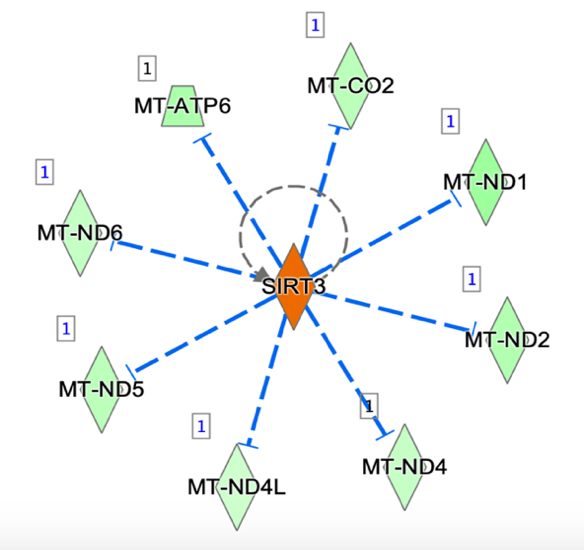 1
MT-CO2
1
MT-ATP6
1
MT-ND1
1
MT-ND6
SIRT3
1
MT-ND2
1
MT-ND5
1
MT-ND4
1
MT-ND4L